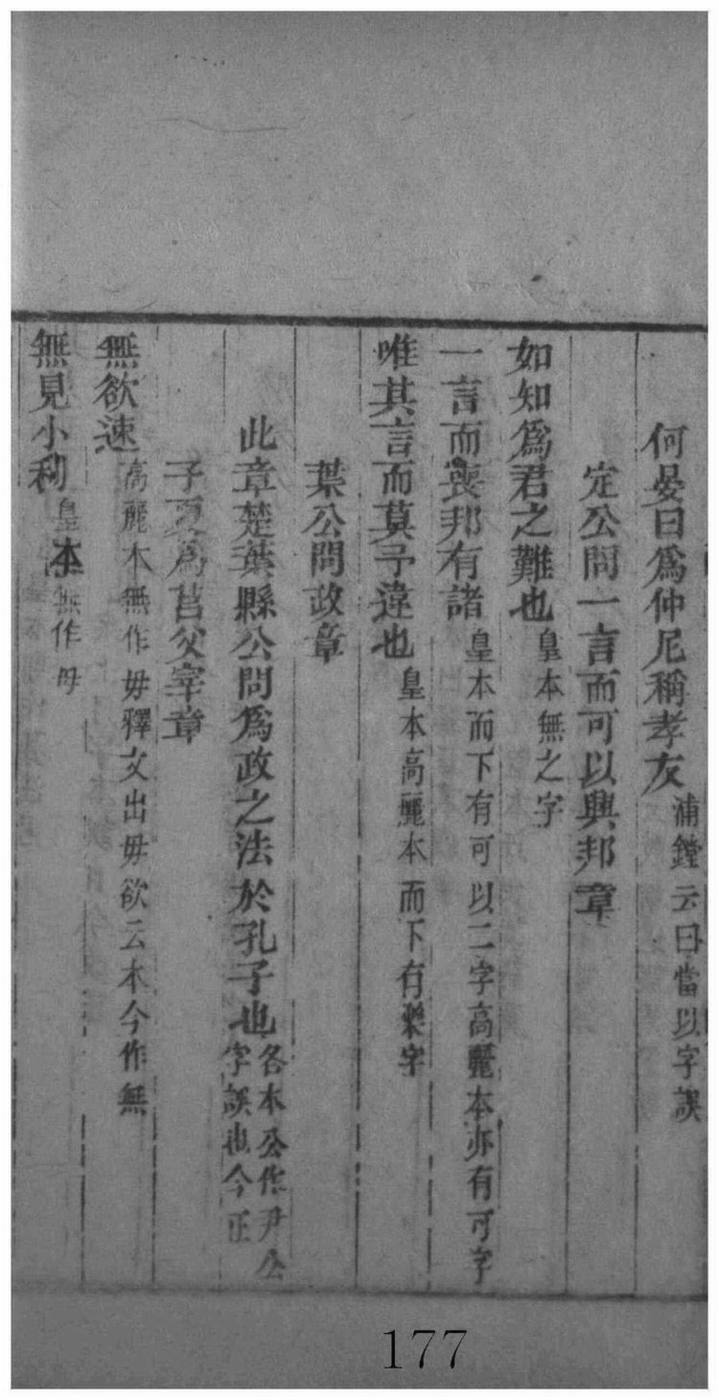 何晏曰爲仲尼稱孝友浦鏜云曰當以字誤
定公問一言而可以興邦章
如知爲君之難也皇本無之字
一言而喪邦有諸皇本而下有可以二字高麗本亦有可字
唯其言而莫予違也皇本高麗本而下有樂字
葉公問政章
此章楚葉縣公問爲政之法於孔子也各本公作尹公字誤也今正
子夏爲莒父宰章
無欲速高麗本無作毋釋文出毋欲云本今作無
無見小利皇本無作毋
177